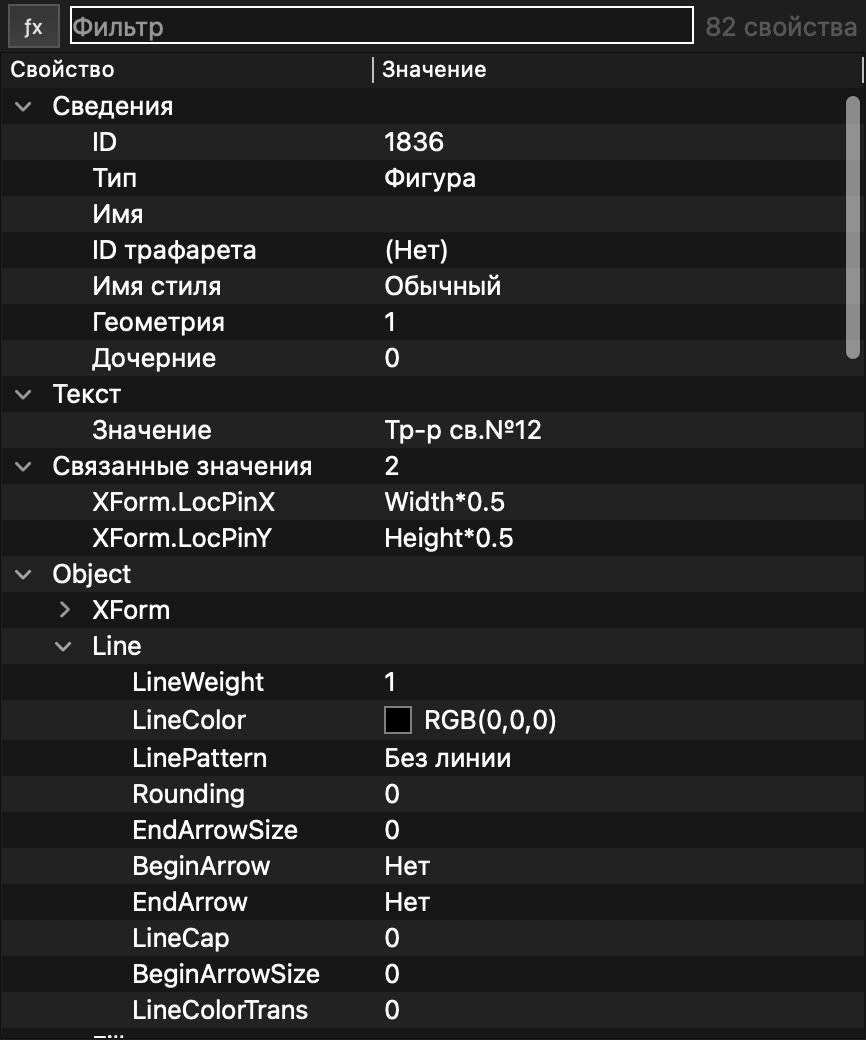 fx Фильтр 82 свойства
Свойство Значение
Сведения
ID 1836
Тип Фигура
Имя
ID трафарета (Нет)
Имя стиля Обычный
Геометрия 1
Дочерние 0
Текст
Значение Тр-р св.№12
Связанные значения 2
XForm.LocPinX Width*0.5
XForm.LocPinY Height*0.5
Object
XForm
Line
LineWeight 1
LineColor RGB(0,0,0)
LinePattern Без линии
Rounding 0
EndArrowSize 0
BeginArrow Нет
EndArrow Нет
LineCap 0
BeginArrowSize 0
LineColorTrans 0